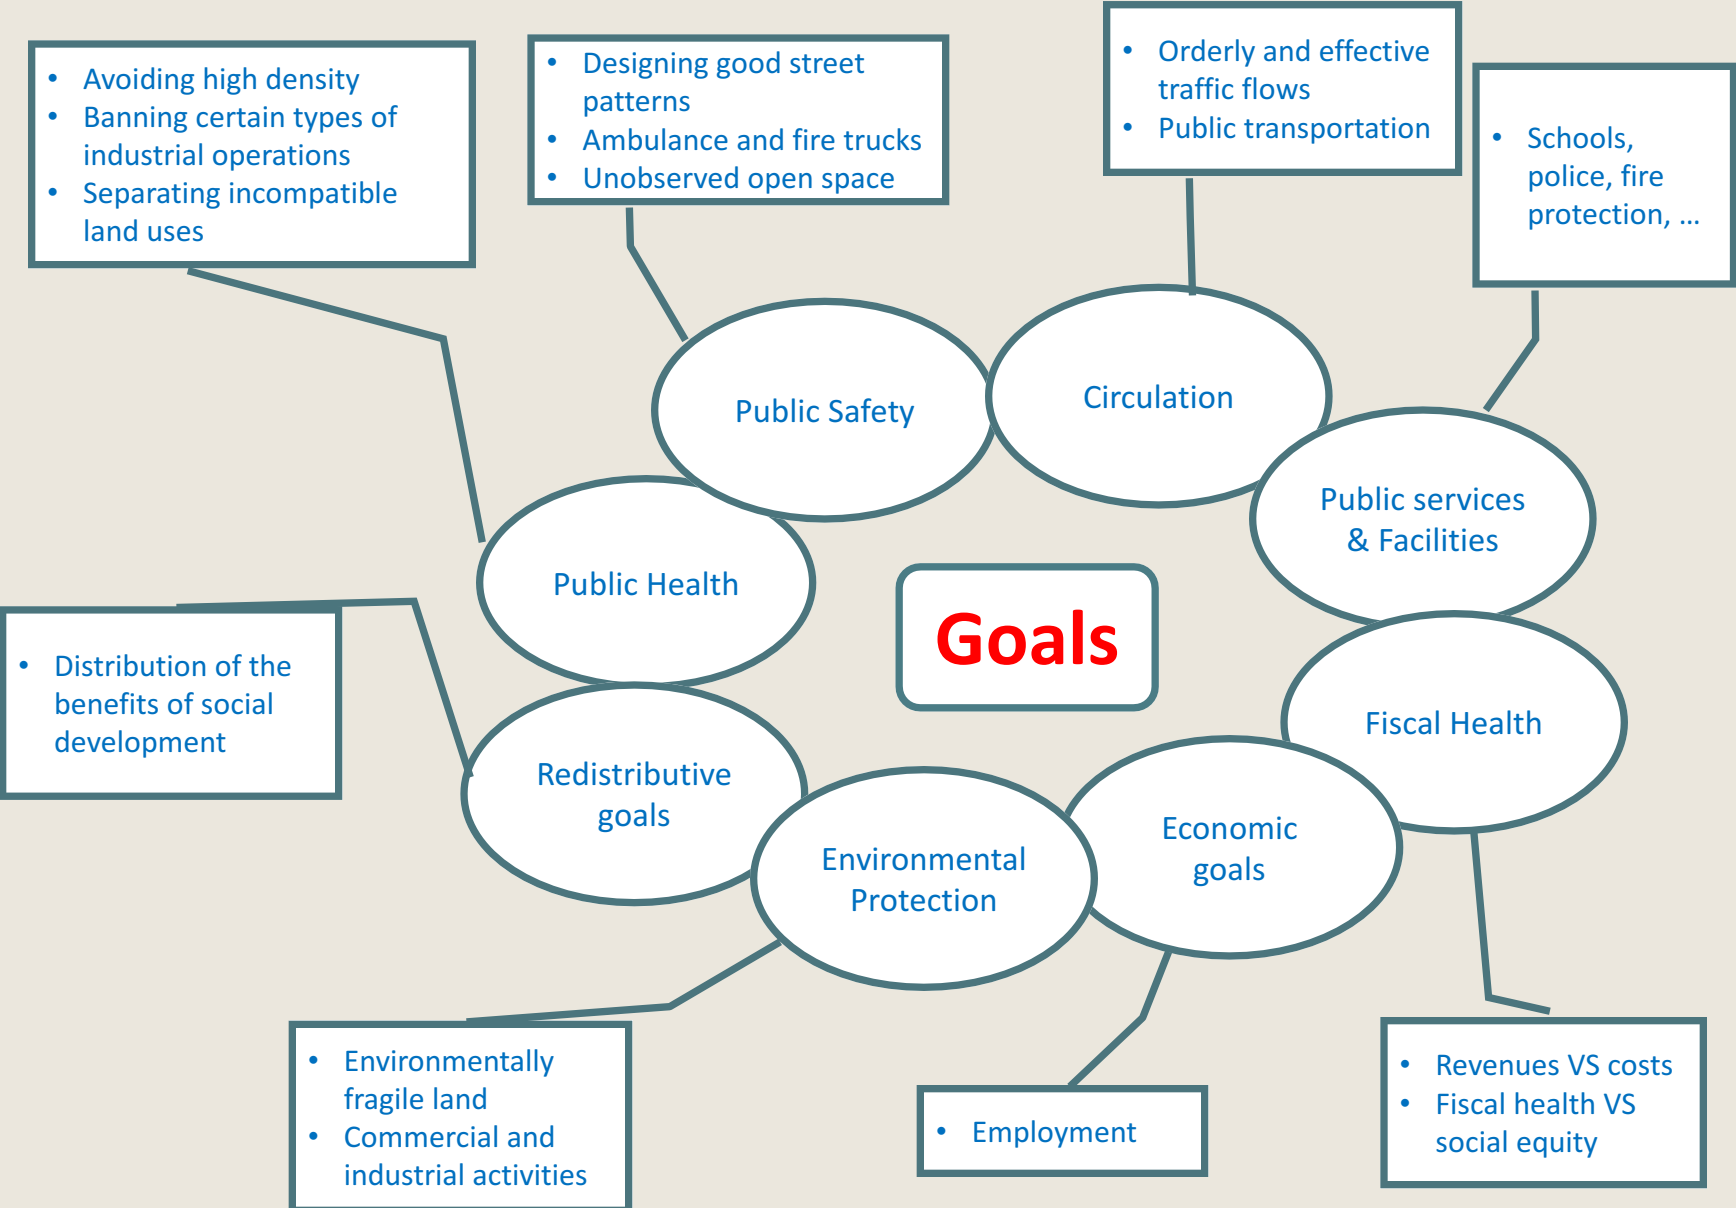 • Avoiding high density
• Banning certain types of
industrial operations
• Separating incompatible
land uses
• Designing good street
patterns
• Ambulance and fire trucks
• Unobserved open space
• Orderly and effective
traffic flows
• Public transportation
• Schools,
police, fire
protection, ...
Public Safety
Circulation
Public services
& Facilities
Public Health
Goals
Fiscal Health
• Distribution of the
benefits of social
development
Redistributive
goals
Environmental
Protection
Economic
goals
• Environmentally
fragile land
• Commercial and
industrial activities
• Employment
• Revenues VS costs
• Fiscal health VS
social equity